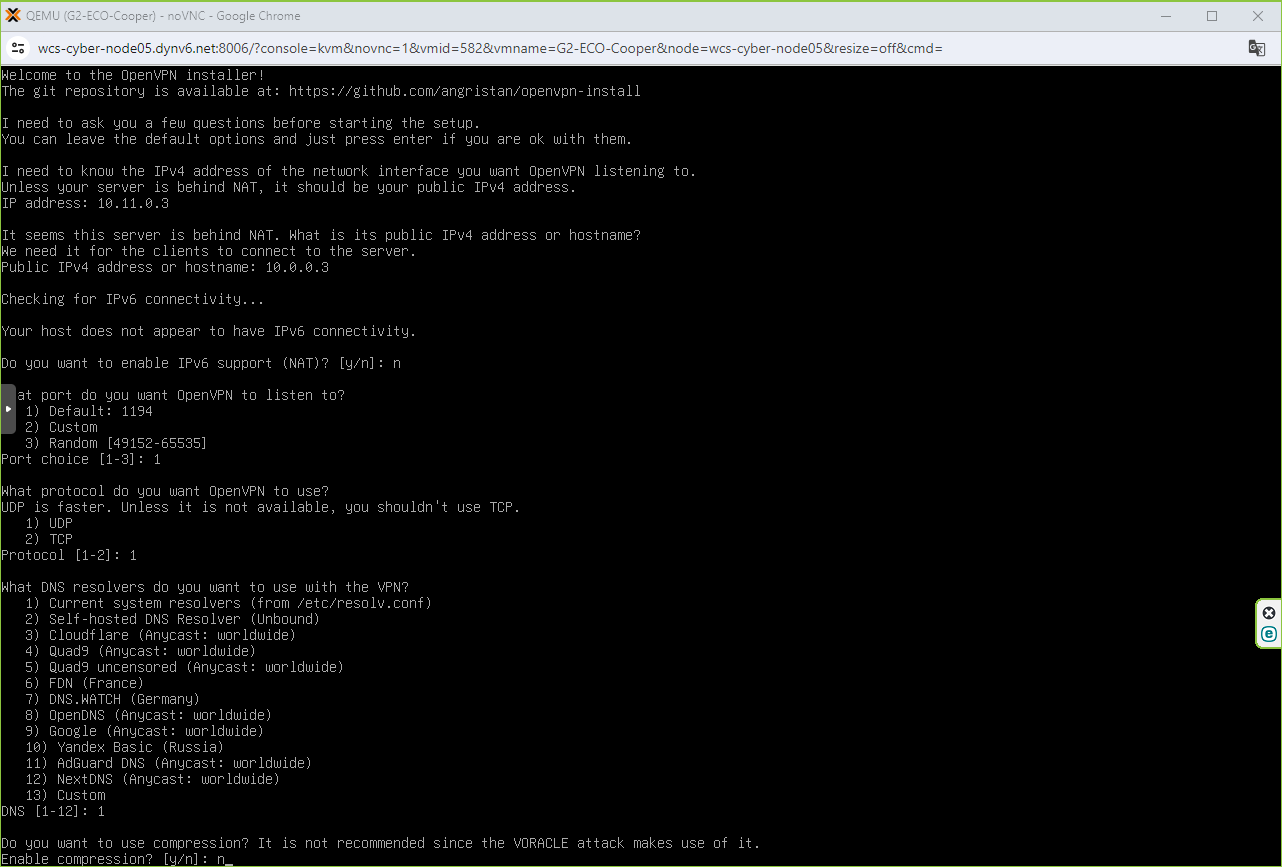 QEMU (G2-ECO-Cooper) - noVNC - Google Chrome
wcs-cyber-node05.dynv6.net:8006/?console=kvm&novnc=1&vmid=582&vmname=G2-ECO-Cooper&node=wcs-cyber-node05&resize=off&cmd=
Welcome to the OpenVPN installer!
The git repository is available at: https://github.com/angristan/openvpn-install
I need to ask you a few questions before starting the setup.
You can leave the default options and just press enter if you are ok with them.
I need to know the IPv4 address of the network interface you want OpenVPN listening to.
Unless your server is behind NAT, it should be your public IPv4 address.
IP address: 10.11.0.3
It seems this server is behind NAT. What is its public IPv4 address or hostname?
We need it for the clients to connect to the server.
Public IPv4 address or hostname: 10.0.0.3
Checking for IPv6 connectivity...
Your host does not appear to have IPv6 connectivity.
Do you want to enable IPv6 support (NAT)? [y/n]: n
at port do you want OpenVPN to listen to?
1) Default: 1194
2) Custom
3) Random [49152-65535]
Port choice [1-3]: 1
What protocol do you want OpenVPN to use?
UDP is faster. Unless it is not available, you shouldn't use TCP.
1) UDP
2) TCP
Protocol [1-2]: 1
What DNS resolvers do you want to use with the VPN?
1) Current system resolvers (from /etc/resolv.conf)
2) Self-hosted DNS Resolver (Unbound)
3) Cloudflare (Anycast: worldwide)
4) Quad9 (Anycast: worldwide)
5) Quad9 uncensored (Anycast: worldwide)
6) FDN (France)
7) DNS.WATCH (Germany)
8) OpenDNS (Anycast: worldwide)
9) Google (Anycast: worldwide)
10) Yandex Basic (Russia)
11) AdGuard DNS (Anycast: worldwide)
12) NextDNS (Anycast: worldwide)
13) Custom
DNS [1-12]: 1
Do you want to use compression? It is not recommended since the VORACLE attack makes use of it.
Enable compression? [y/n]: n_